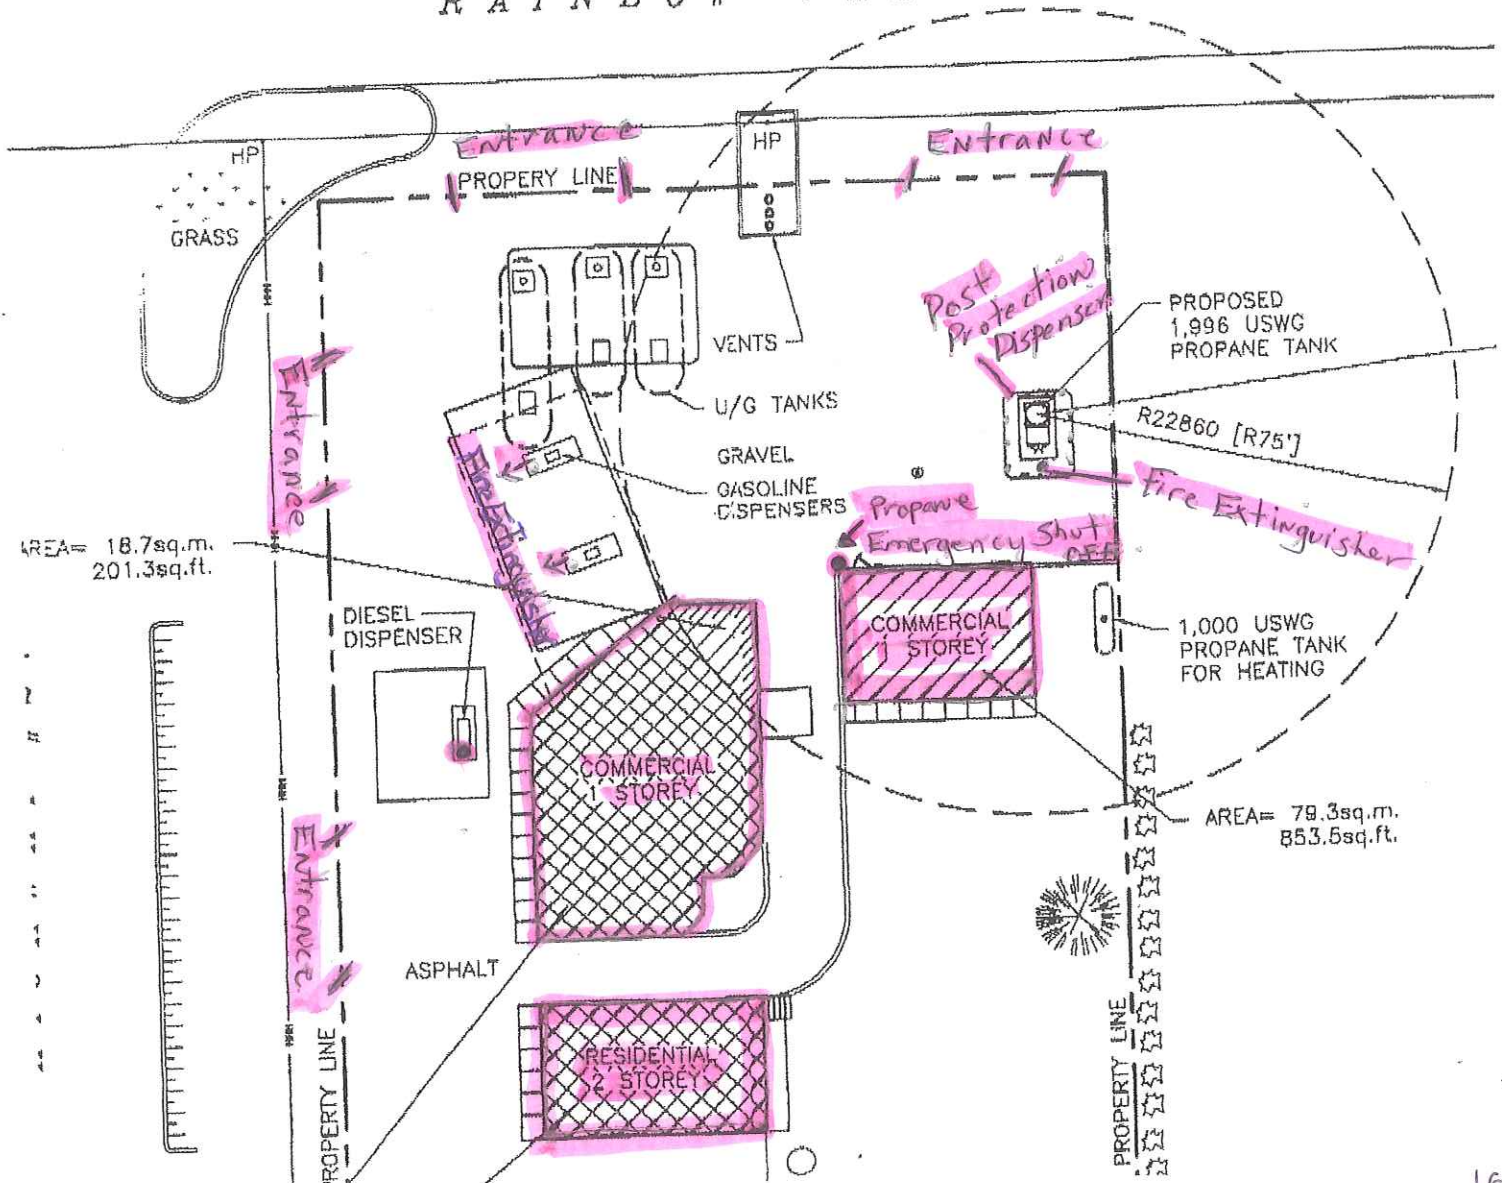 RAINBOW
HP
Entrance
PROPERY LINE
HP
Entrance
GRASS
VENTS
Post
Protection
Dispenser
PROPOSED
1,996 USWG
PROPANE TANK
Entrance
U/G TANKS
R22860 [R75']
GRAVEL
GASOLINE
DISPENSERS
Fire Extinguisher
Propane
Emergency Shut
OFF
Fire Extinguisher
AREA= 18.7sq.m.
201.3sq.ft.
DIESEL
DISPENSER
COMMERCIAL
1 STOREY
1,000 USWG
PROPANE TANK
FOR HEATING
COMMERCIAL
1 STOREY
AREA= 79.3sq.m.
853.5sq.ft.
Entrance
ASPHALT
RESIDENTIAL
2 STOREY
PROPERTY LINE
PROPERTY LINE
16